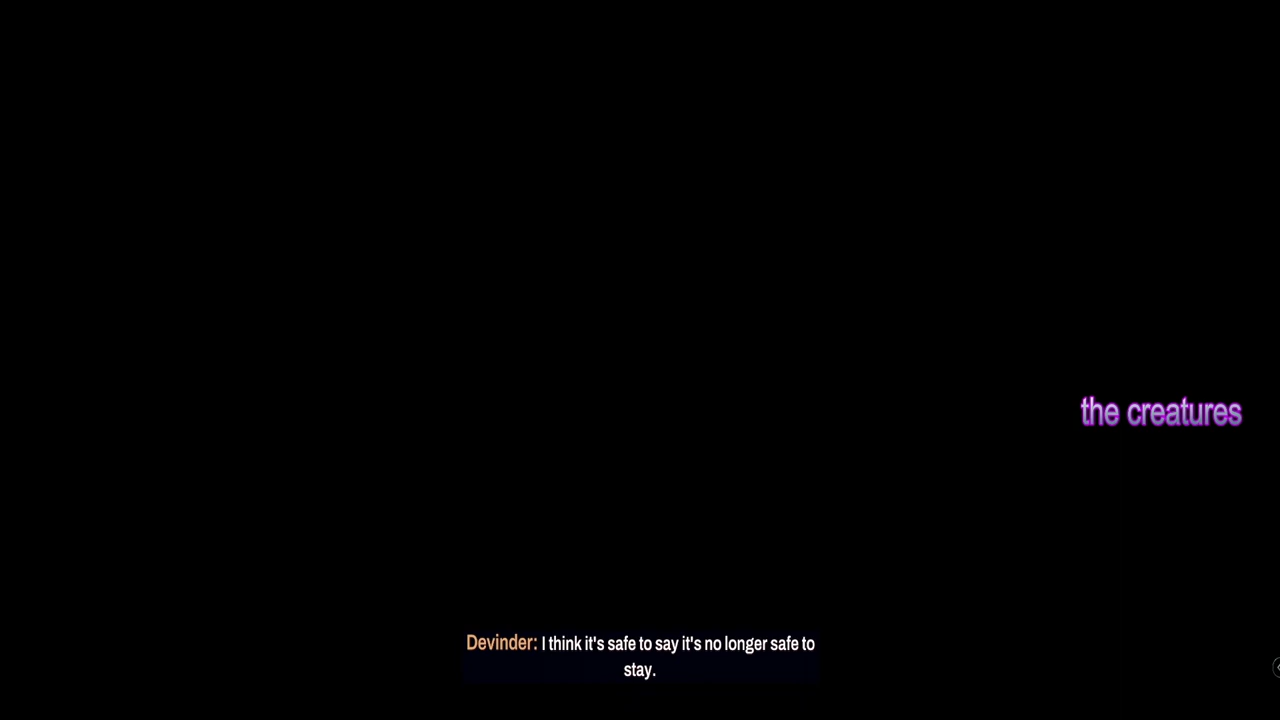 the creatures
Devinder: I think it's safe to say it's no longer safe to
stay.